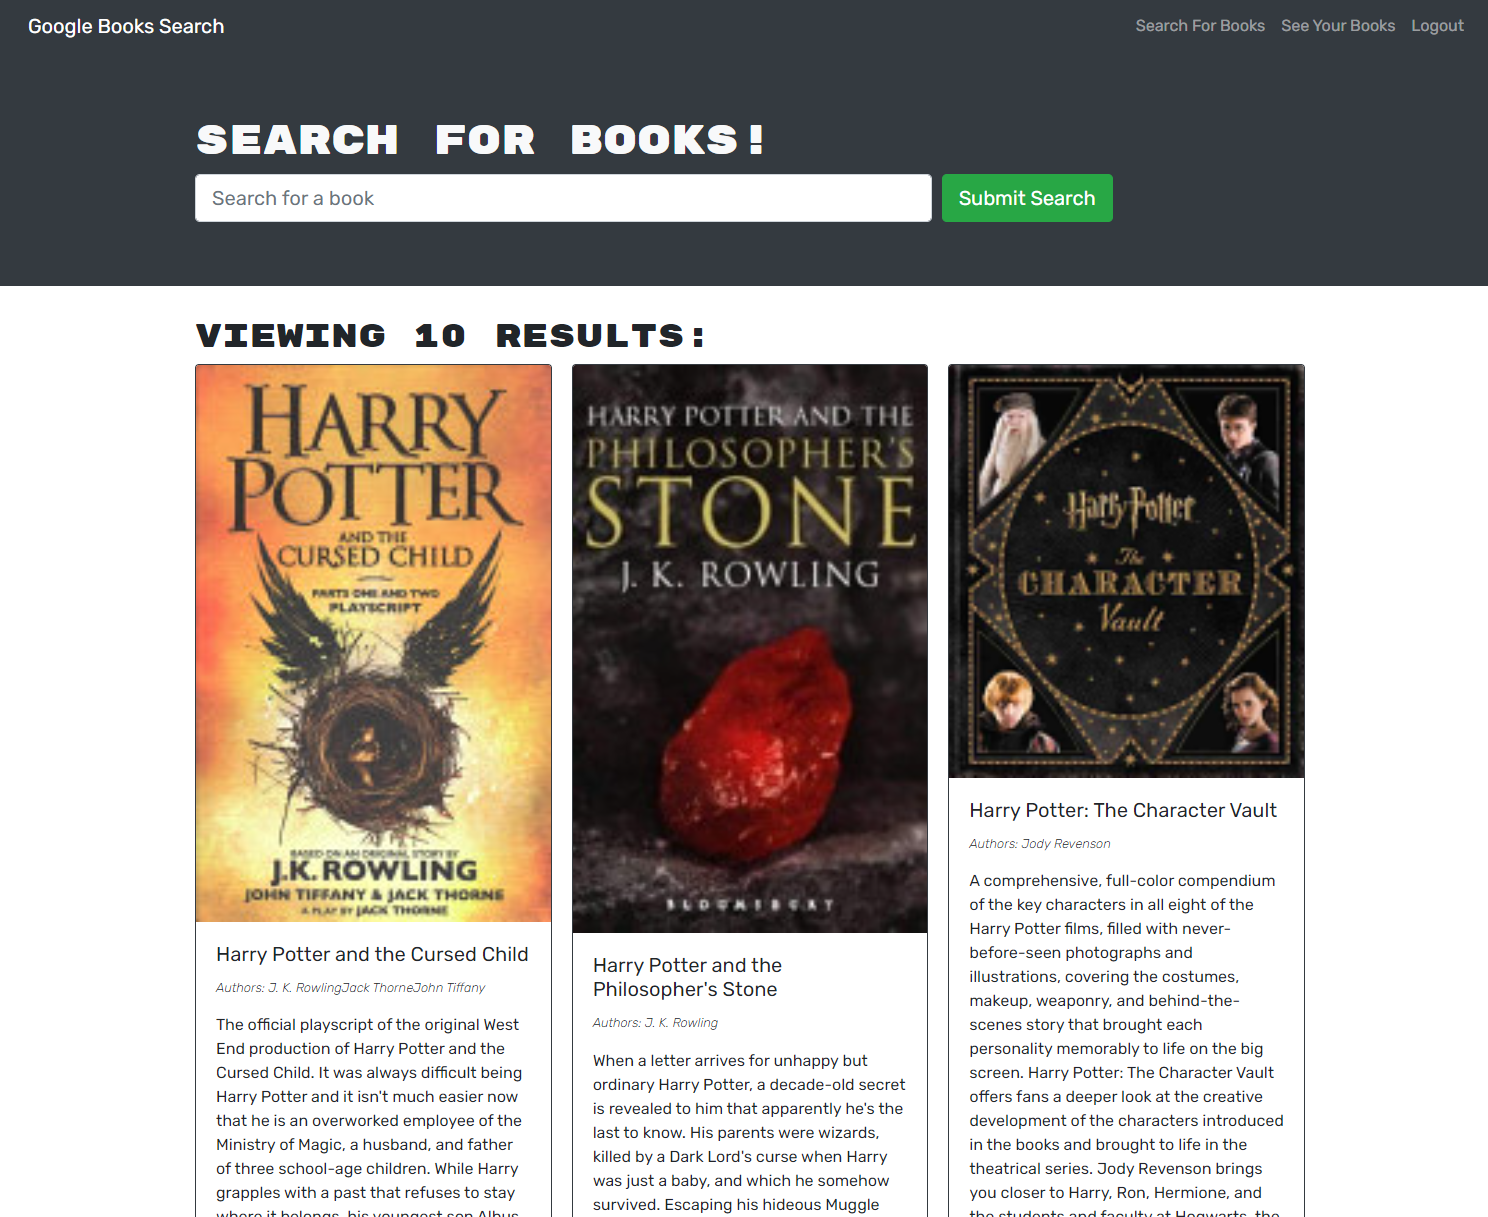 Google Books Search
Search For Books
See Your Books
Logout
SEARCH FOR BOOKS!
Search for a book
Submit Search
VIEWING 10 RESULTS:
HARRY
POTTER
AND THE
CURSED CHILD
PARTS ONE AND TWO
PLAYSCRIPT
BASED ON AN ORIGINAL STORY BY
J.K. ROWLING
JOHN TIFFANY & JACK THORNE
A PLAY BY JACK THORNE
Harry Potter and the Cursed Child
Authors: J. K. RowlingJack ThorneJohn Tiffany
The official playscript of the original West
End production of Harry Potter and the
Cursed Child. It was always difficult being
Harry Potter and it isn't much easier now
that he is an overworked employee of the
Ministry of Magic, a husband, and father
of three school-age children. While Harry
grapples with a past that refuses to stay
where it belongs, his youngest son Albus
HARRY POTTER AND THE
PHILOSOPHER'S
STONE
J. K. ROWLING
BLOOMSBURY
Harry Potter and the
Philosopher's Stone
Authors: J. K. Rowling
When a letter arrives for unhappy but
ordinary Harry Potter, a decade-old secret
is revealed to him that apparently he's the
last to know. His parents were wizards,
killed by a Dark Lord's curse when Harry
was just a baby, and which he somehow
survived. Escaping his hideous Muggle
Harry Potter
The
CHARACTER
Vault
Harry Potter: The Character Vault
Authors: Jody Revenson
A comprehensive, full-color compendium
of the key characters in all eight of the
Harry Potter films, filled with never-
before-seen photographs and
illustrations, covering the costumes,
makeup, weaponry, and behind-the-
scenes story that brought each
personality memorably to life on the big
screen. Harry Potter: The Character Vault
offers fans a deeper look at the creative
development of the characters introduced
in the books and brought to life in the
theatrical series. Jody Revenson brings
you closer to Harry, Ron, Hermione, and
the students and faculty at Hogwarts, the